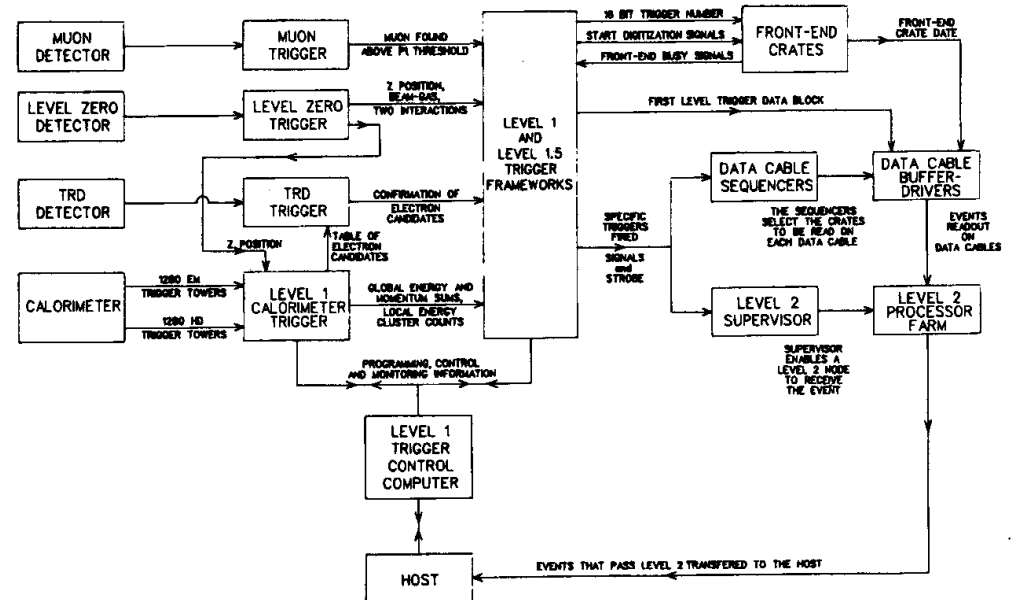 MUON
DETECTOR
MUON
TRIGGER
MUON FOUND
ABOVE Pt THRESHOLD
LEVEL ZERO
DETECTOR
LEVEL ZERO
TRIGGER
Z POSITION,
BEAM-GAS,
TWO INTERACTIONS
TRD
DETECTOR
TRD
TRIGGER
CONFIRMATION OF
ELECTRON
CANDIDATES
Z POSITION
TABLE OF
ELECTRON
CANDIDATES
CALORIMETER
1280 EM
TRIGGER TOWERS
1280 HD
TRIGGER TOWERS
LEVEL 1
CALORIMETER
TRIGGER
GLOBAL ENERGY AND
MOMENTUM SUMS,
LOCAL ENERGY
CLUSTER COUNTS
LEVEL 1
AND
LEVEL 1.5
TRIGGER
FRAMEWORKS
16 BIT TRIGGER NUMBER
START DIGITIZATION SIGNALS
FRONT-END BUSY SIGNALS
FRONT-END
CRATES
FRONT-END
CRATE DATE
FIRST LEVEL TRIGGER DATA BLOCK
DATA CABLE
SEQUENCERS
DATA CABLE
BUFFER-
DRIVERS
THE SEQUENCERS
SELECT THE CRATES
TO BE READ ON
EACH DATA CABLE
SPECIFIC
TRIGGERS
FIRED
SIGNALS
and
STROBE
EVENTS
READOUT
ON
DATA CABLES
LEVEL 2
SUPERVISOR
LEVEL 2
PROCESSOR
FARM
SUPERVISOR
ENABLES A
LEVEL 2 NODE
TO RECEIVE
THE EVENT
PROGRAMMING, CONTROL
AND MONITORING INFORMATION
LEVEL 1
TRIGGER
CONTROL
COMPUTER
HOST
EVENTS THAT PASS LEVEL 2 TRANSFERED TO THE HOST